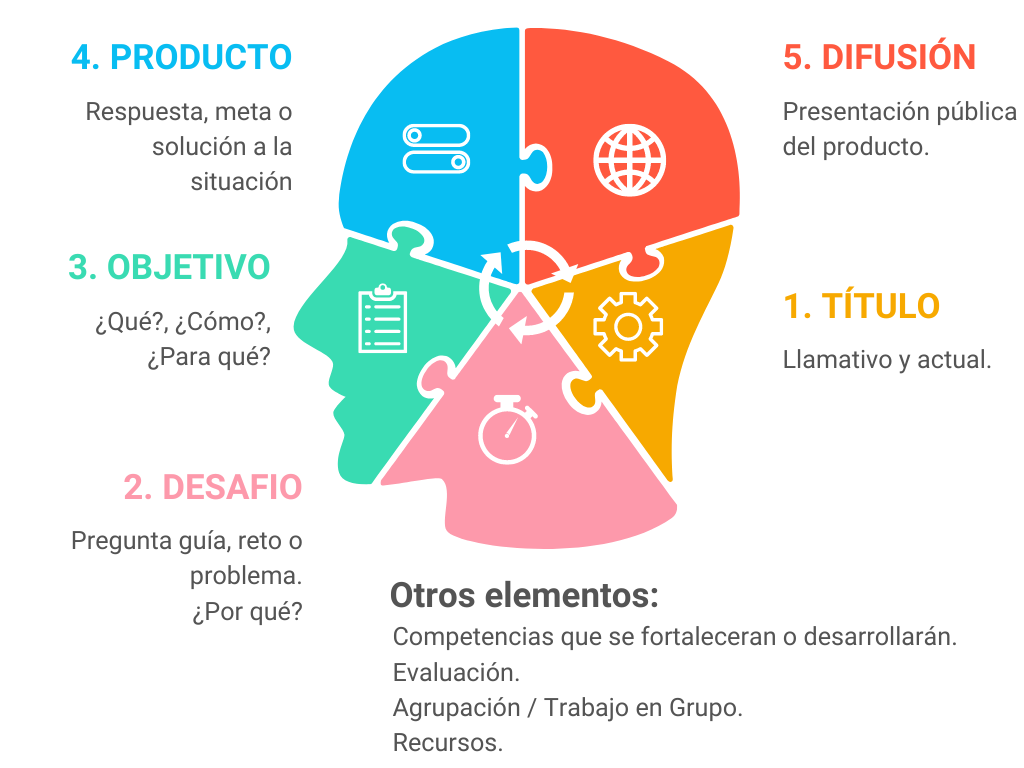 4. PRODUCTO
Respuesta, meta o
solución a la
situación
5. DIFUSIÓN
Presentación pública
del producto.
3. OBJETIVO
¿Qué?, ¿Cómo?,
¿Para qué?
1. TÍTULO
Llamativo y actual.
2. DESAFIO
Pregunta guía, reto o
problema.
¿Por qué?
Otros elementos:
Competencias que se fortaleceran o desarrollarán.
Evaluación.
Agrupación / Trabajo en Grupo.
Recursos.